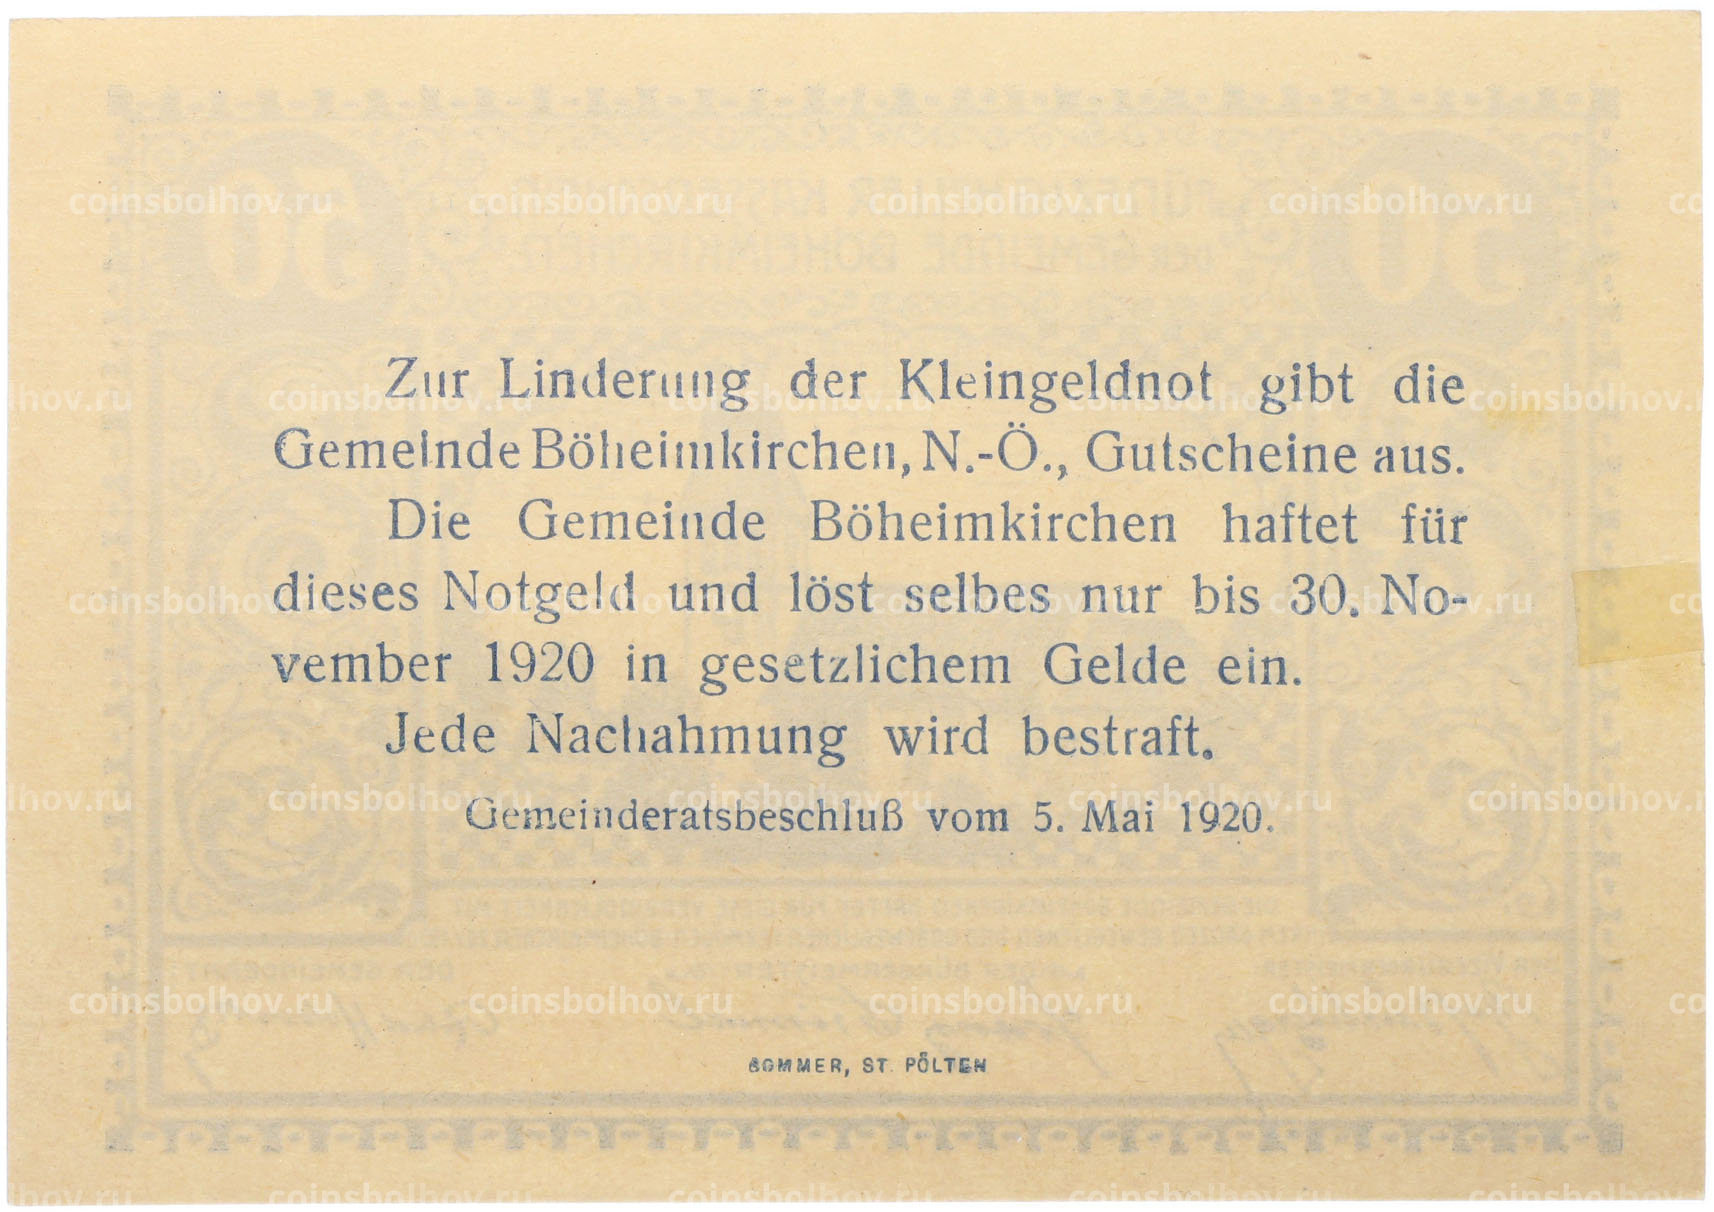 Zur Linderung der Kleingeldnot gibt die
Gemeinde Böheimkirchen, N.-Ö., Gutscheine aus.
Die Gemeinde Böheimkirchen haftet für
dieses Notgeld und löst selbes nur bis 30. No-
vember 1920 in gesetzlichem Gelde ein.
Jede Nachahmung wird bestraft.
Gemeinderatsbeschluß vom 5. Mai 1920.
SOMMER, ST. PÖLTEN
coinsbolhov.ru